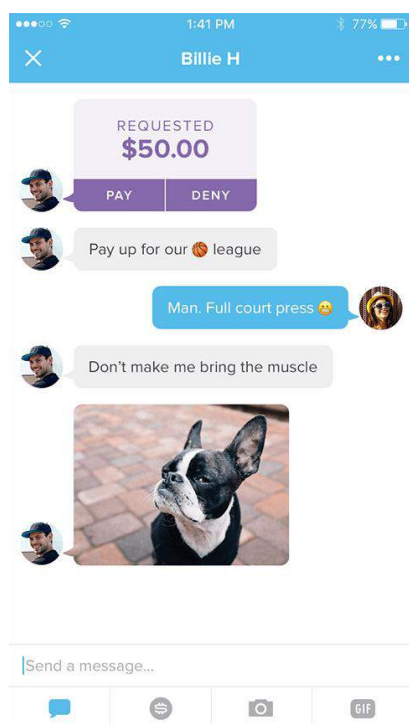 1:41 PM
77%
Billie H
REQUESTED
$50.00
PAY DENY
Pay up for our 🏀 league
Man. Full court press 😁
Don't make me bring the muscle
Send a message...
GIF